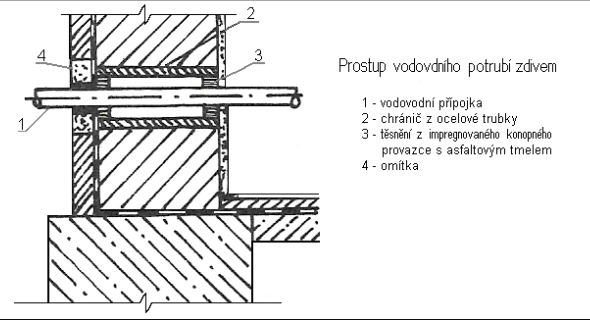 2
4
3
1
Prostup vodovdního potrubí zdivem
1 - vodovodní přípojka
2 - chránič z ocelové trubky
3 - těsnění z impregnovaného konopného
provazce s asfaltovým tmelem
4 - omítka